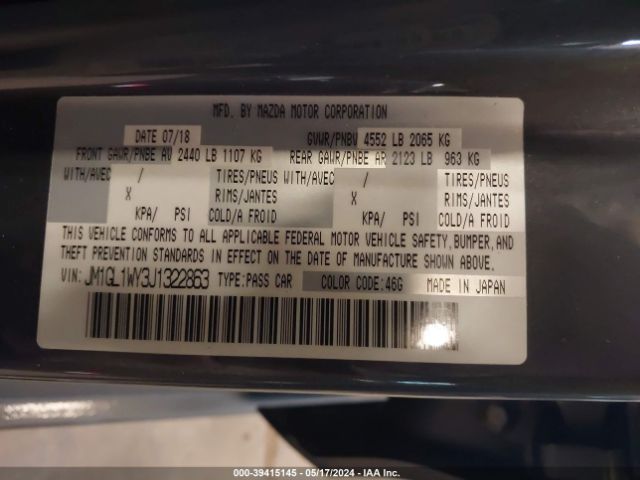 MFD. BY MAZDA MOTOR CORPORATION
DATE 07/18 GVWR/PNBV 4552 LB 2065 KG
FRONT GAWR/PNBE AV 2440 LB 1107 KG REAR GAWR/PNBE AR 2123 LB 963 KG
WITH/AVEC / TIRES/PNEUS WITH/AVEC / TIRES/PNEUS
X RIMS/JANTES X RIMS/JANTES
KPA/ PSI COLD/A FROID KPA/ PSI COLD/A FROID
THIS VEHICLE CONFORMS TO ALL APPLICABLE FEDERAL MOTOR VEHICLE SAFETY, BUMPER, AND
THEFT PREVENTION STANDARDS IN EFFECT ON THE DATE OF MANUFACTURE SHOWN ABOVE.
VIN: JM1GL1WY3J1322863 TYPE:PASS CAR COLOR CODE:46G MADE IN JAPAN
© 000-39415145 - 05/17/2024 - IAA Inc.